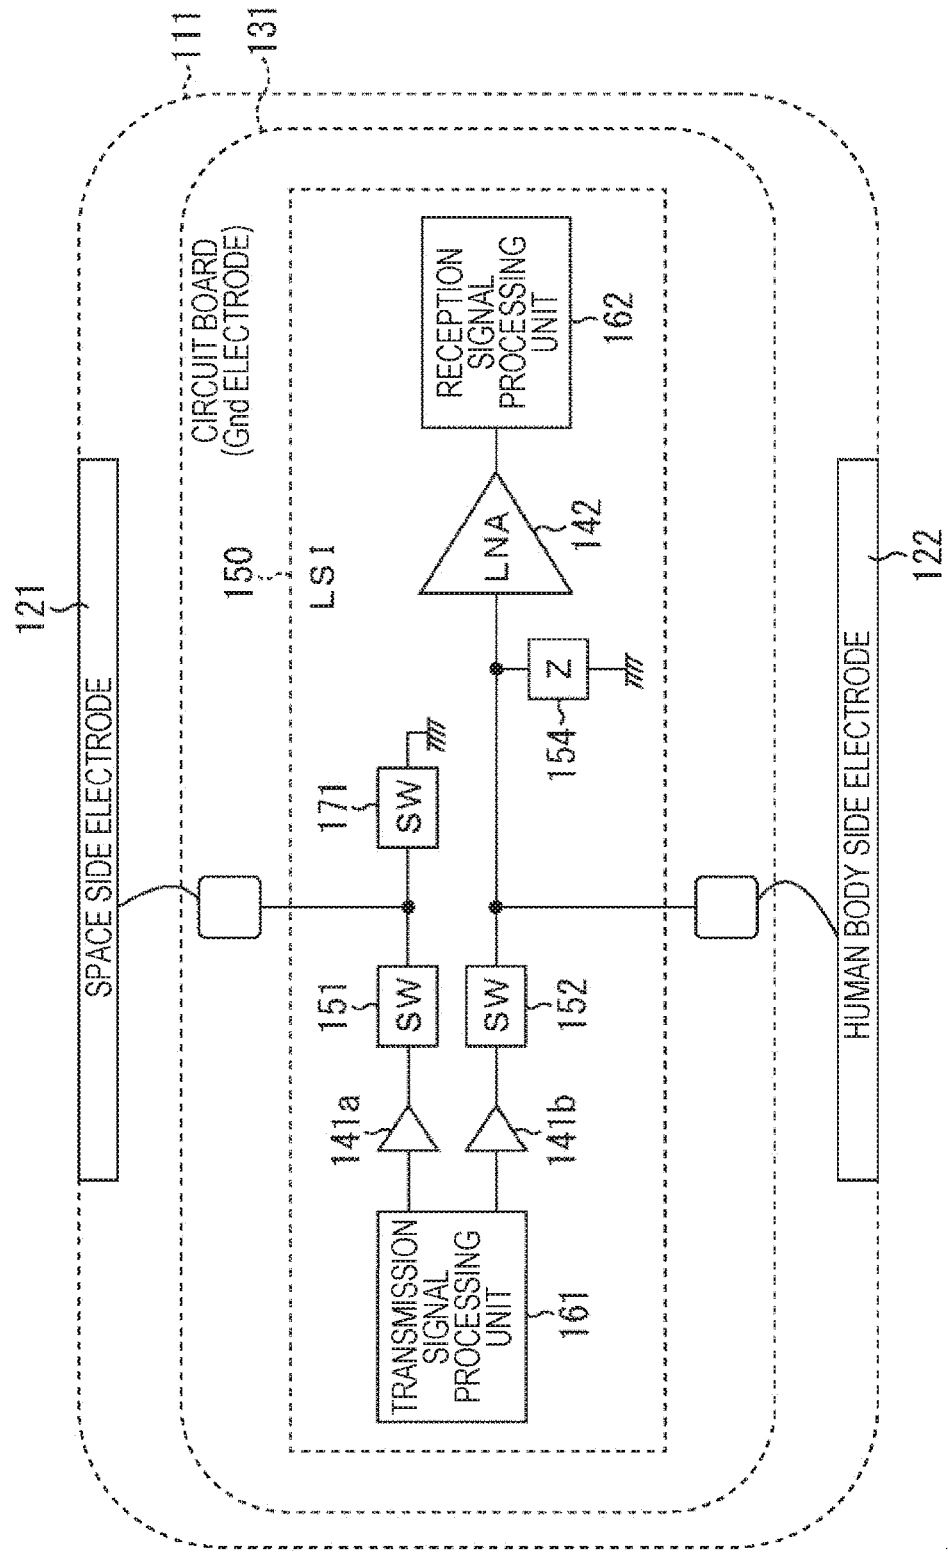 111
131
121
SPACE SIDE ELECTRODE
CIRCUIT BOARD
(Gnd ELECTRODE)
150
LSI
TRANSMISSION
SIGNAL
PROCESSING
UNIT
161
141a
141b
151
SW
SW
152
171
SW
Z
154
LNA
142
RECEPTION
SIGNAL
PROCESSING
UNIT
162
HUMAN BODY SIDE ELECTRODE
122